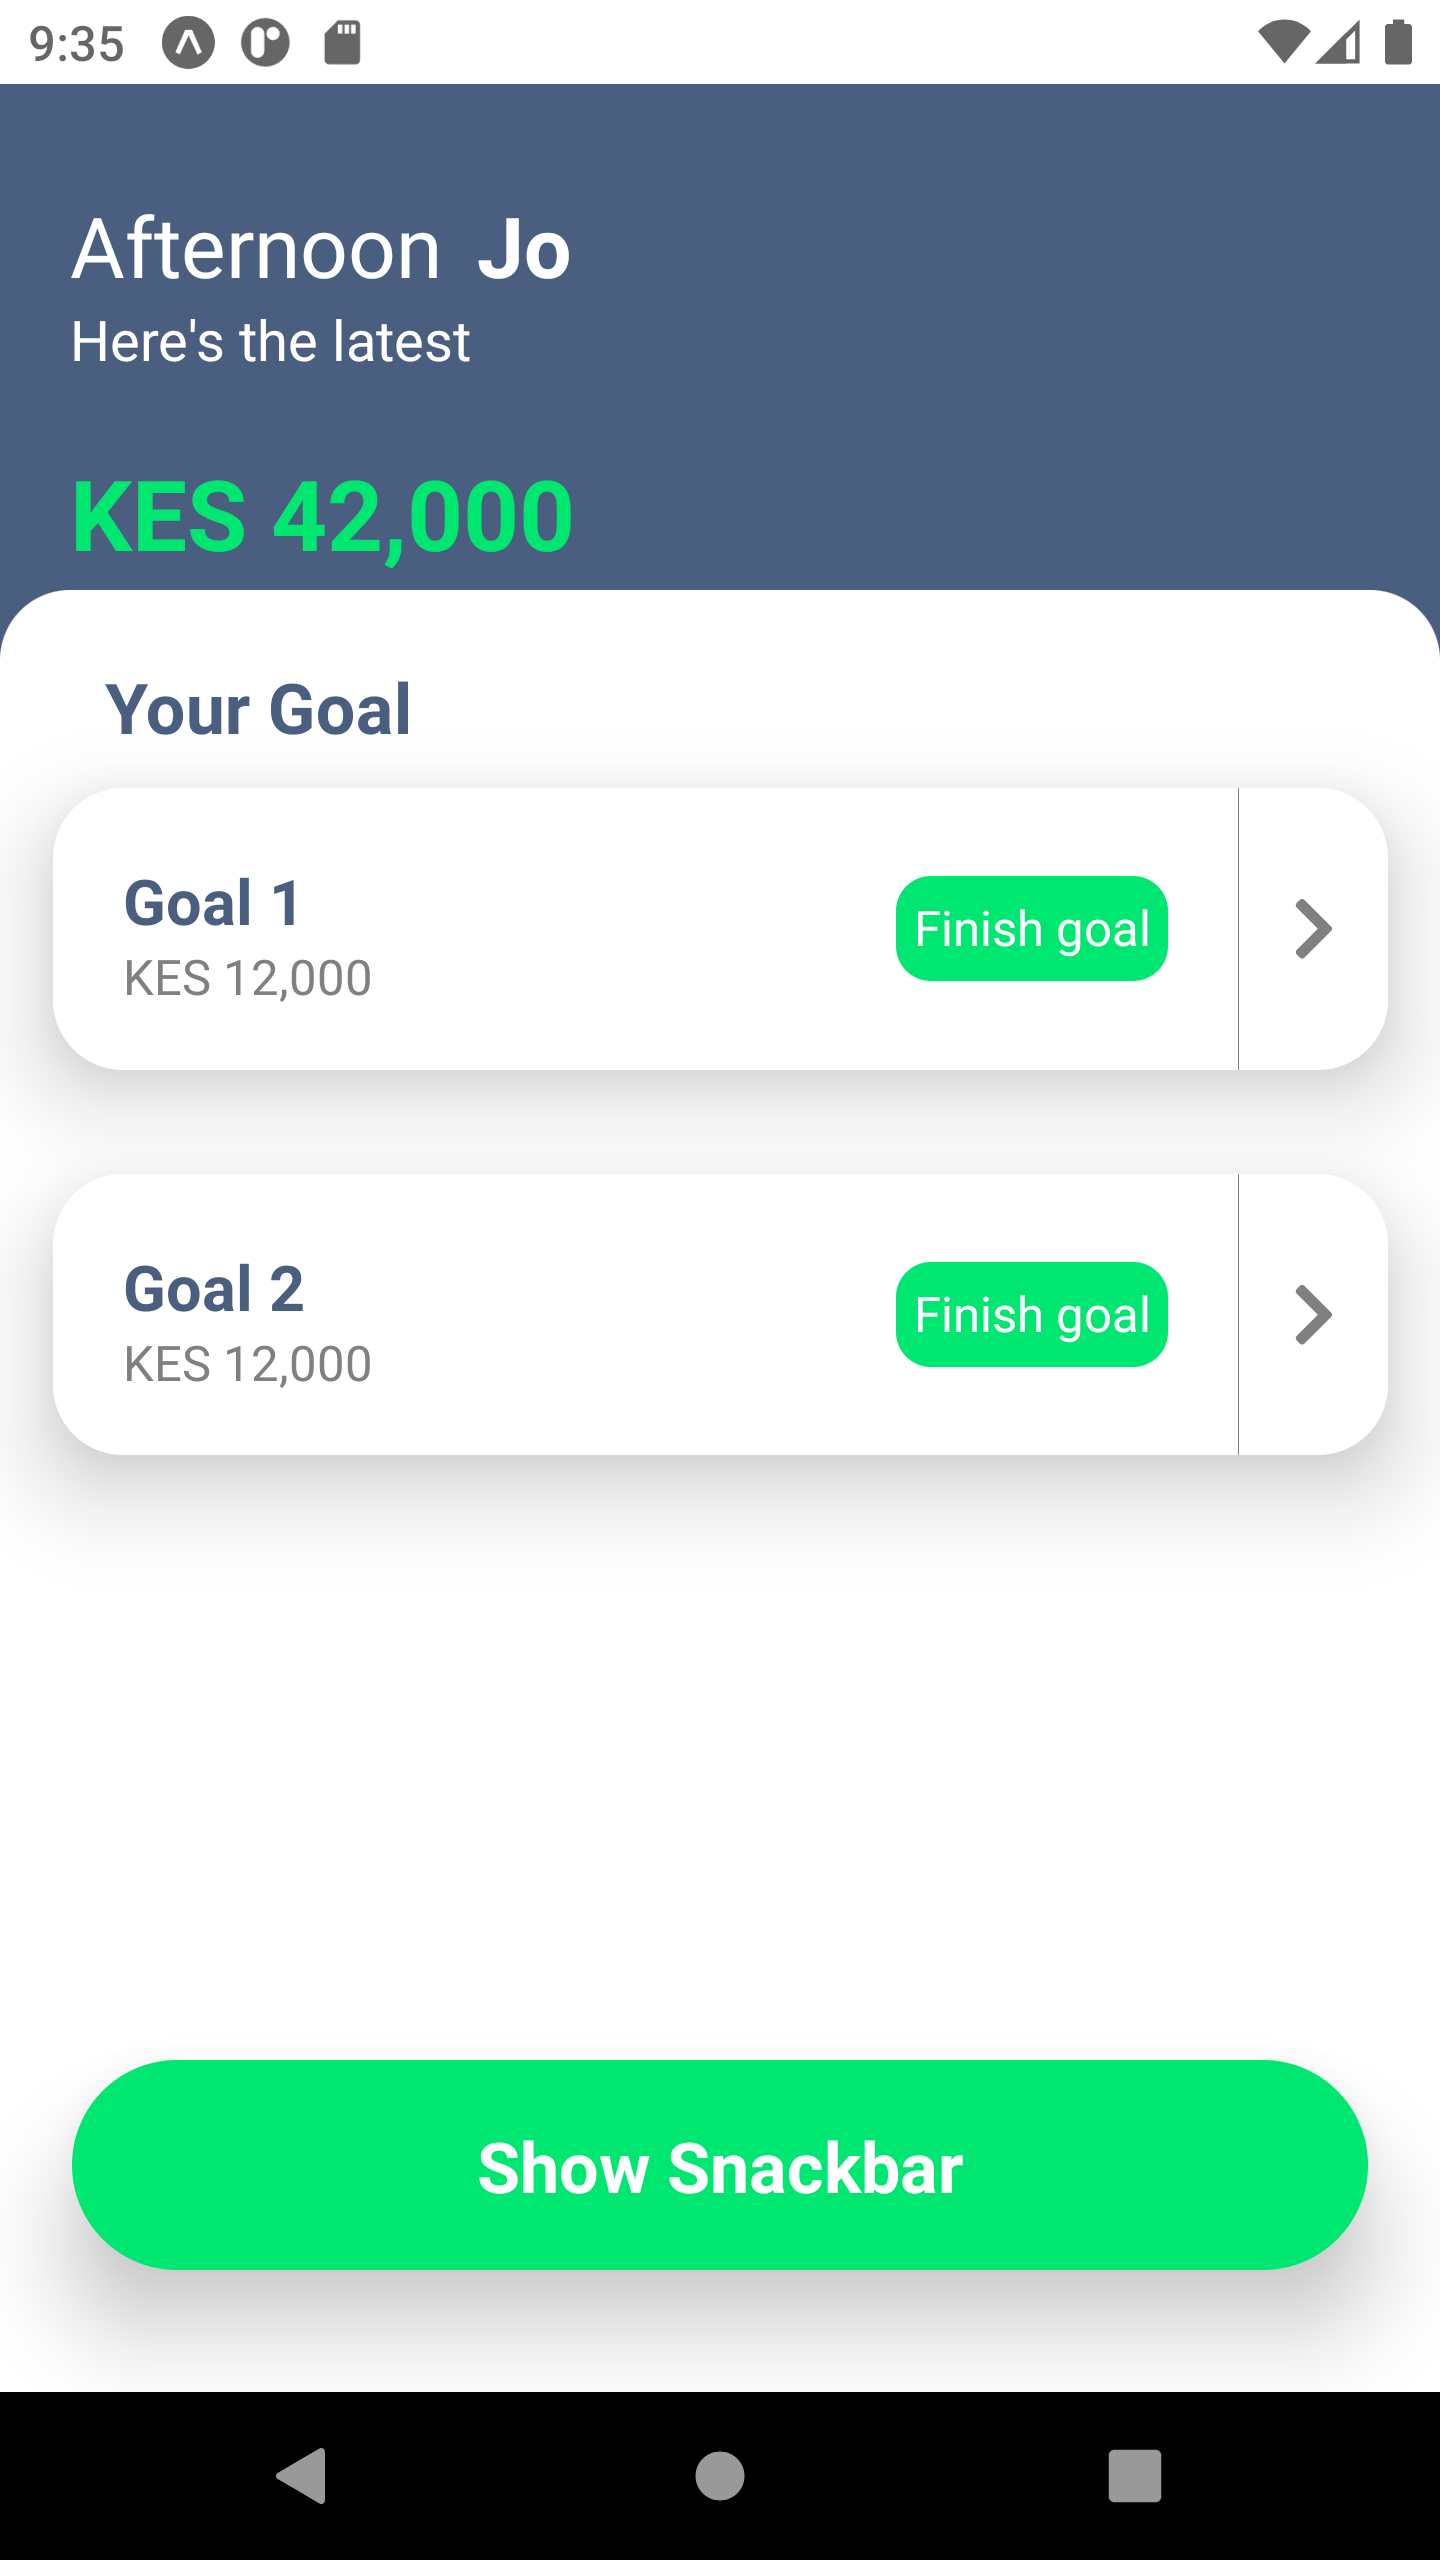 9:35
Afternoon Jo
Here's the latest
KES 42,000
Your Goal
Goal 1
KES 12,000
Finish goal
Goal 2
KES 12,000
Finish goal
Show Snackbar